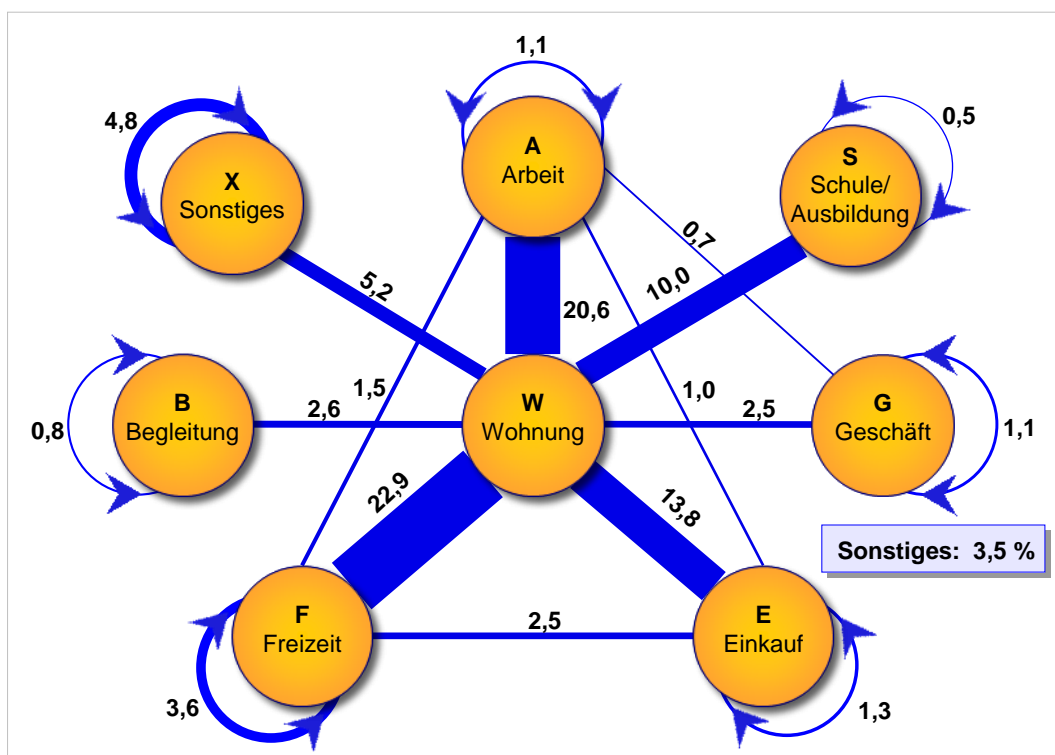 1,1
4,8
A
Arbeit
S
Schule/
Ausbildung
0,5
X
Sonstiges
0,7
5,2
20,6
10,0
B
Begleitung
0,8
2,6
1,5
W
Wohnung
1,0
2,5
G
Geschäft
1,1
22,9
13,8
Sonstiges: 3,5 %
F
Freizeit
2,5
E
Einkauf
3,6
1,3